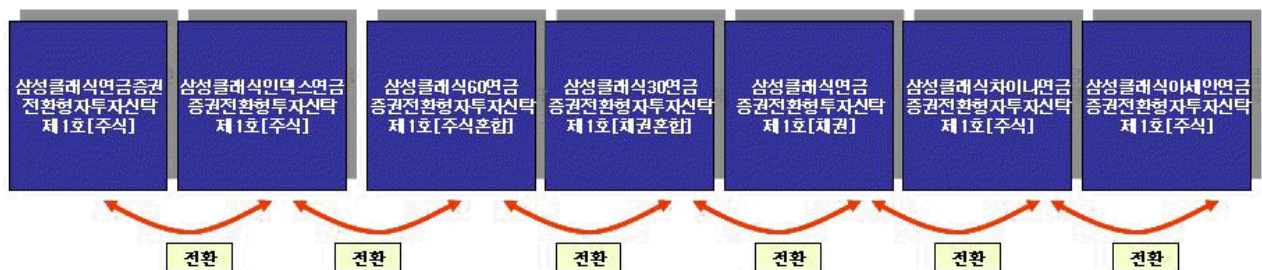 삼성클래식연금증권
전환형자투자신탁
제1호[주식]
삼성클래식인덱스연금
증권전환형자투자신탁
제1호[주식]
삼성클래식60연금
증권전환형자투자신탁
제1호[주식혼합]
삼성클래식30연금
증권전환형자투자신탁
제1호[채권혼합]
삼성클래식연금
증권전환형자투자신탁
제1호[채권]
삼성클래식차이나연금
증권전환형자투자신탁
제1호[주식]
삼성클래식아세안연금
증권전환형자투자신탁
제1호[주식]
전환
전환
전환
전환
전환
전환